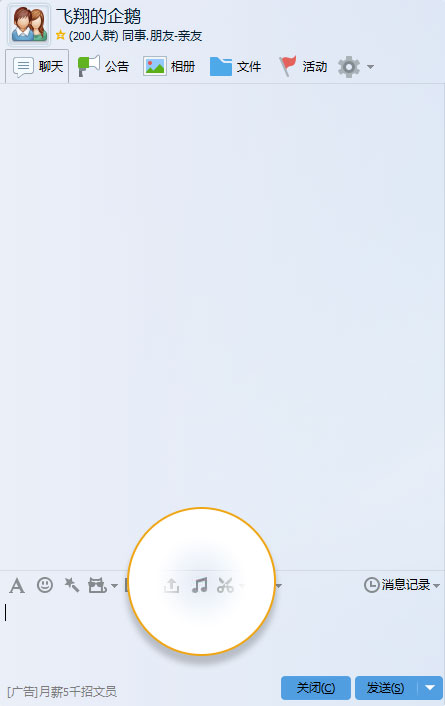 飞翔的企鹅
(200人群) 同事.朋友-亲友
聊天 公告 相册 文件 活动
消息记录
[广告]月薪5千招文员
关闭(C) 发送(S)